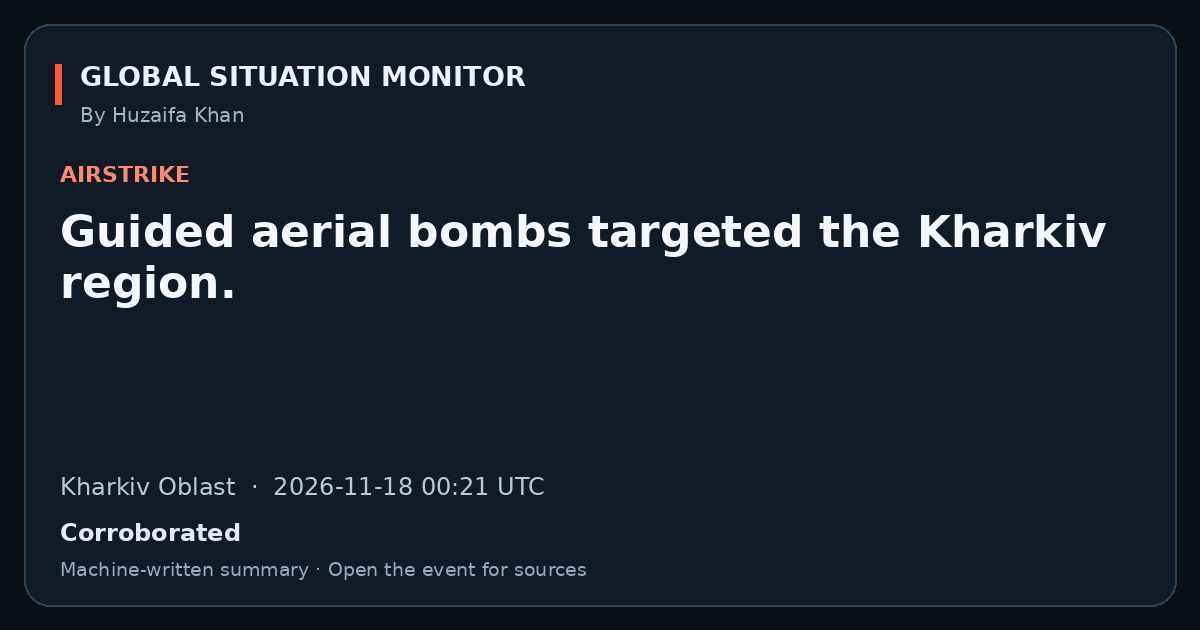 GLOBAL SITUATION MONITOR
By Huzaifa Khan
AIRSTRIKE
Guided aerial bombs targeted the Kharkiv
region.
Kharkiv Oblast · 2026-11-18 00:21 UTC
Corroborated
Machine-written summary · Open the event for sources